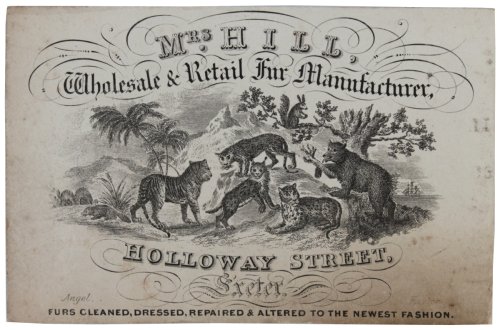 Mrs. HILL,
Wholesale & Retail Fur Manufacturer,
HOLLOWAY STREET,
Exeter.
Angel.
FURS CLEANED, DRESSED, REPAIRED & ALTERED TO THE NEWEST FASHION.